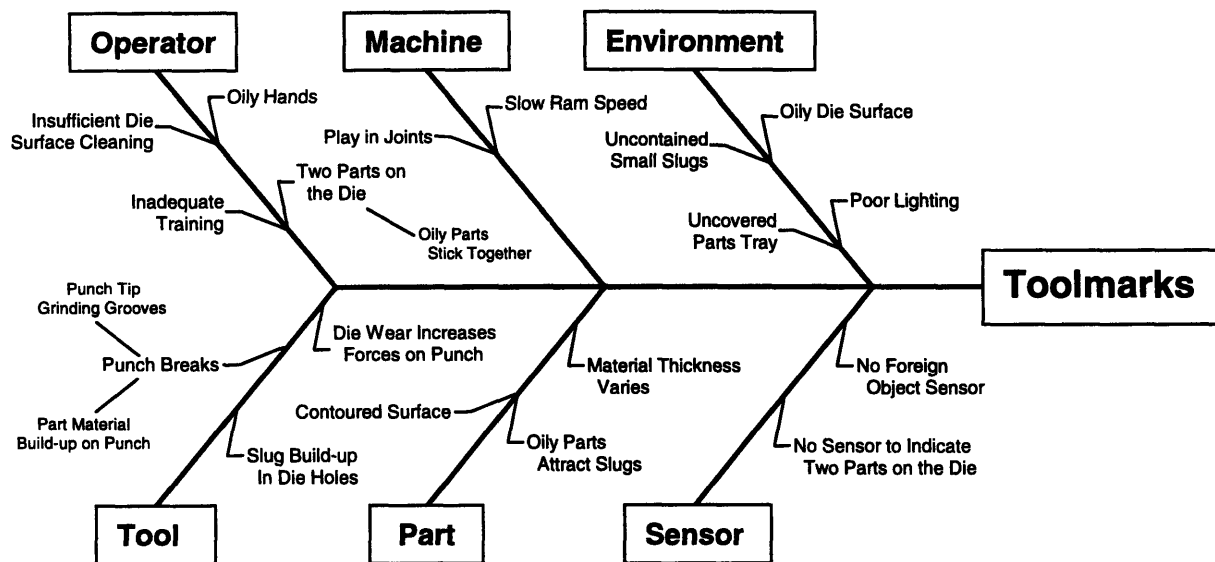 Operator
Machine
Environment
Oily Hands
Insufficient Die
Surface Cleaning
Two Parts on
the Die
Inadequate
Training
Oily Parts
Stick Together
Slow Ram Speed
Play in Joints
Oily Die Surface
Uncontained
Small Slugs
Poor Lighting
Uncovered
Parts Tray
Toolmarks
Punch Tip
Grinding Grooves
Die Wear Increases
Forces on Punch
Punch Breaks
Part Material
Build-up on Punch
Slug Build-up
In Die Holes
Material Thickness
Varies
Contoured Surface
Oily Parts
Attract Slugs
No Foreign
Object Sensor
No Sensor to Indicate
Two Parts on the Die
Tool
Part
Sensor